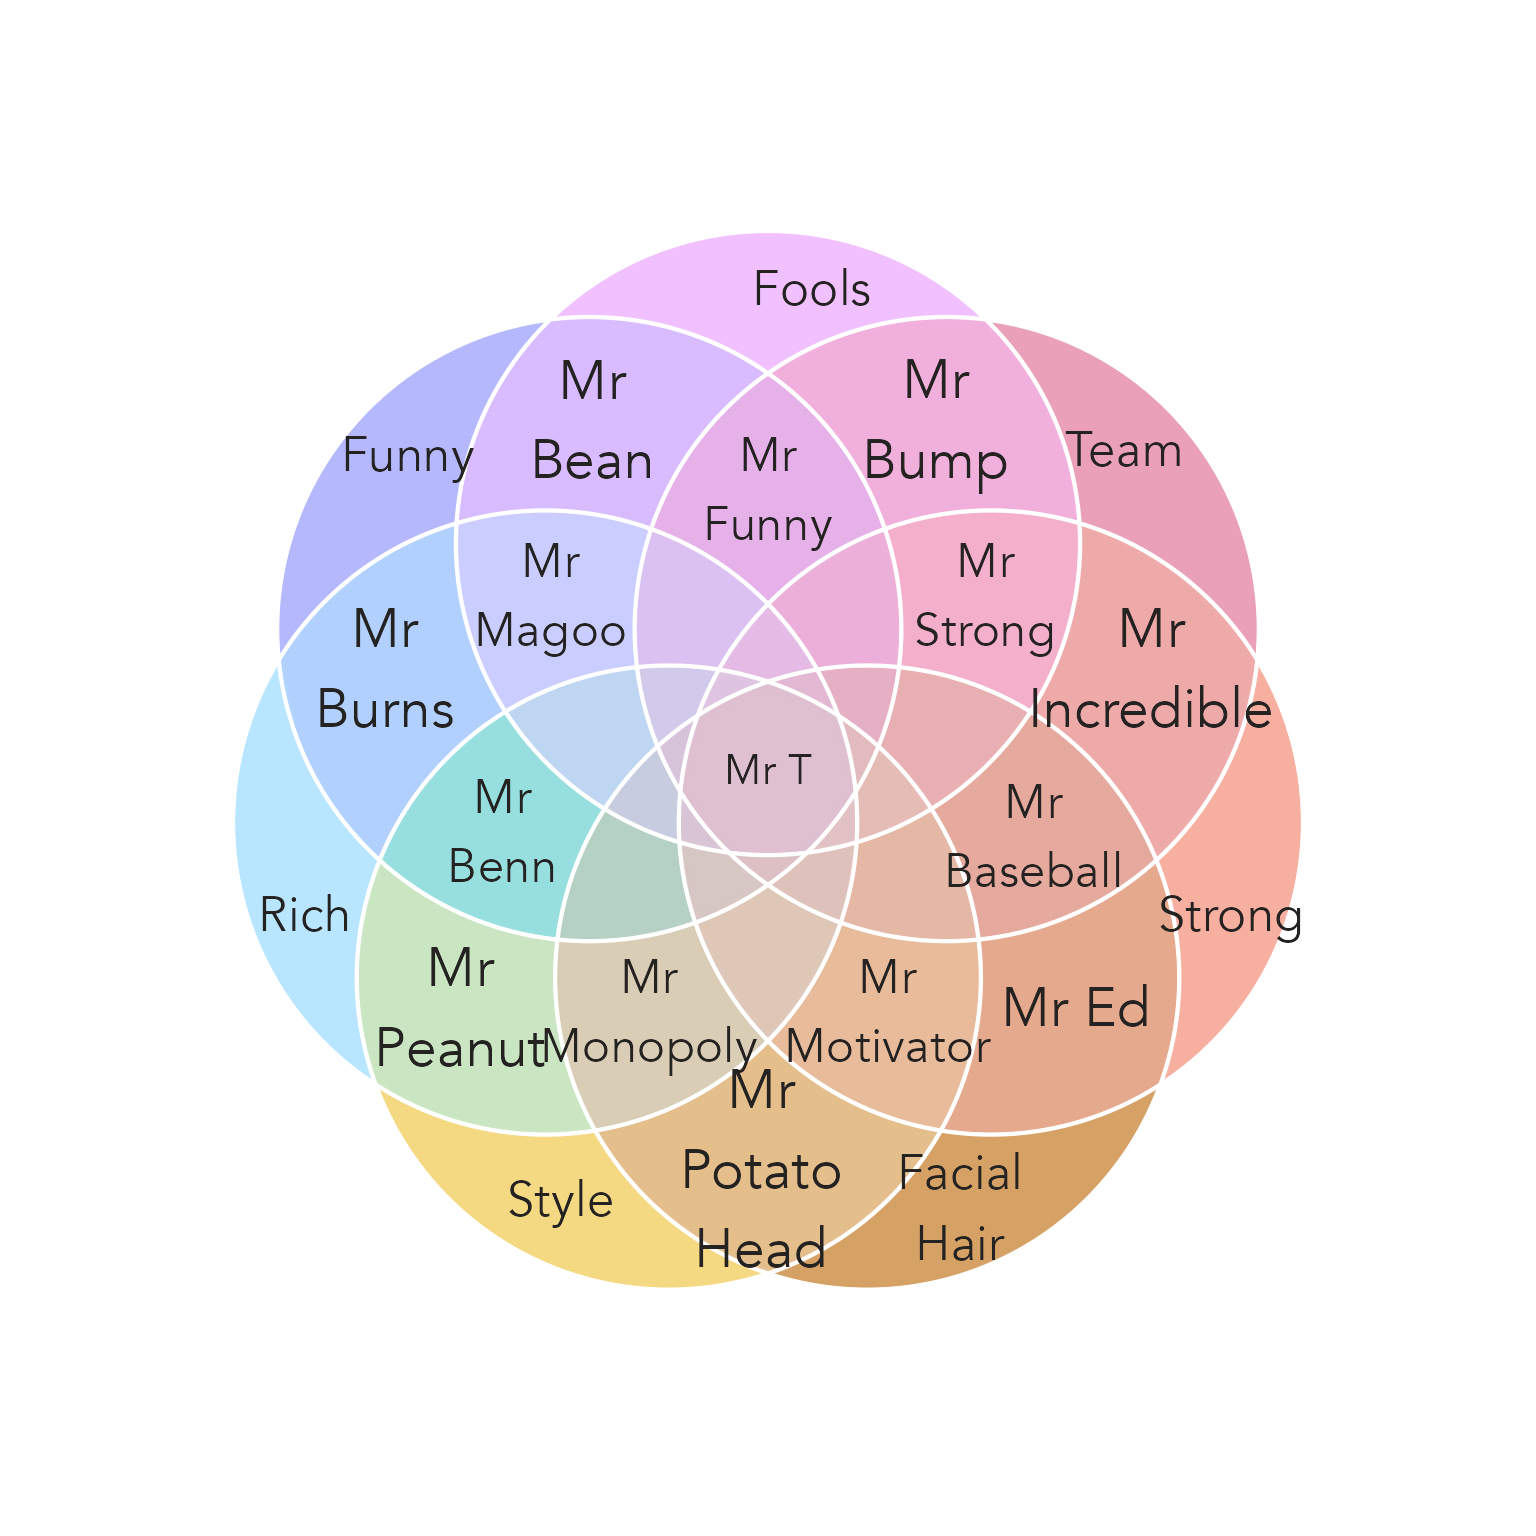 Fools
Mr
Bean
Mr
Bump
Funny
Team
Mr
Funny
Mr
Magoo
Mr
Strong
Mr
Burns
Mr
Incredible
Mr T
Mr
Benn
Mr
Baseball
Rich
Strong
Mr
Peanut
Mr
Monopoly
Mr
Motivator
Mr Ed
Mr
Potato
Head
Style
Facial
Hair